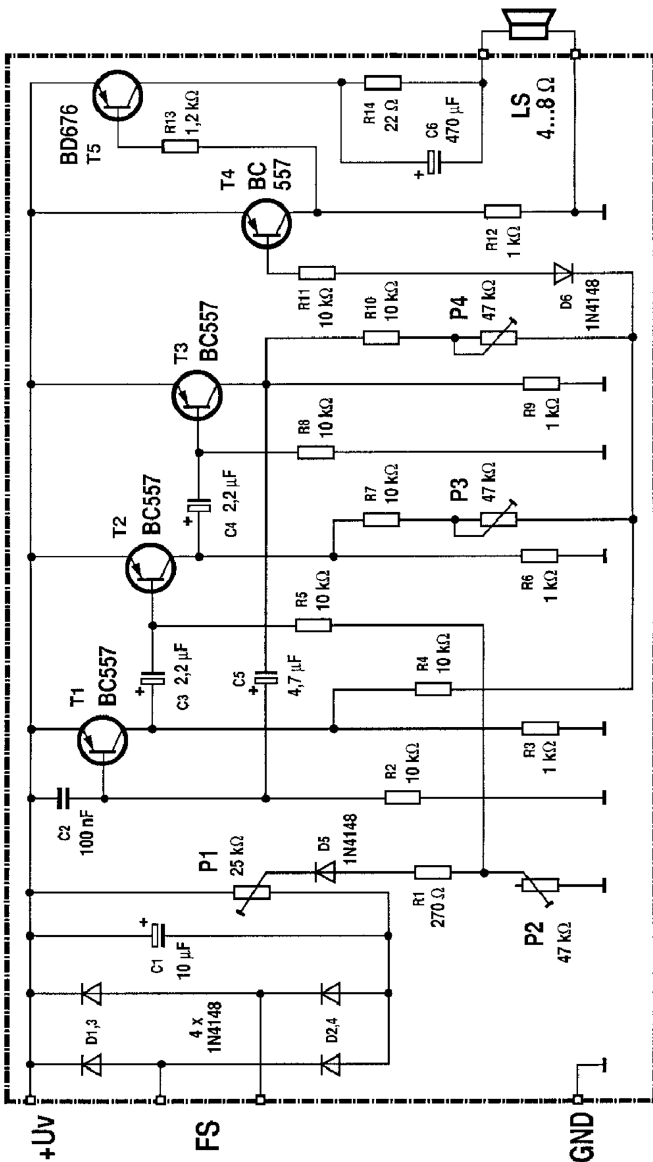 +Uv
FS
GND
D1,3
4 x
1N4148
D2,4
C1
10 µF
+
P1
25 kΩ
D5
1N4148
R1
270 Ω
P2
47 kΩ
C2
100 nF
T1
BC557
R2
10 kΩ
R3
1 kΩ
+
C3
2,2 µF
+
C5
4,7 µF
R4
10 kΩ
R5
10 kΩ
T2
BC557
+
C4
2,2 µF
R6
1 kΩ
R7
10 kΩ
P3
47 kΩ
T3
BC557
R8
10 kΩ
R9
1 kΩ
R10
10 kΩ
P4
47 kΩ
R11
10 kΩ
D6
1N4148
T4
BC
557
R12
1 kΩ
BD676
T5
R13
1,2 kΩ
R14
22 Ω
C6
470 µF
+
LS
4...8 Ω